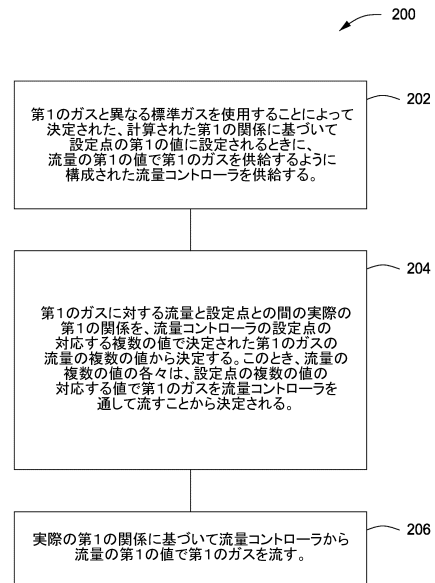 200
202
第1のガスと異なる標準ガスを使用することによって
決定された、計算された第1の関係に基づいて
設定点の第1の値に設定されるときに、
流量の第1の値で第1のガスを供給するように
構成された流量コントローラを供給する。
204
第1のガスに対する流量と設定点との間の実際の
第1の関係を、流量コントローラの設定点の
対応する複数の値で決定された第1のガスの
流量の複数の値から決定する。このとき、流量の
複数の値の各々は、設定点の複数の値の
対応する値で第1のガスを流量コントローラを
通して流すことから決定される。
206
実際の第1の関係に基づいて流量コントローラから
流量の第1の値で第1のガスを流す。